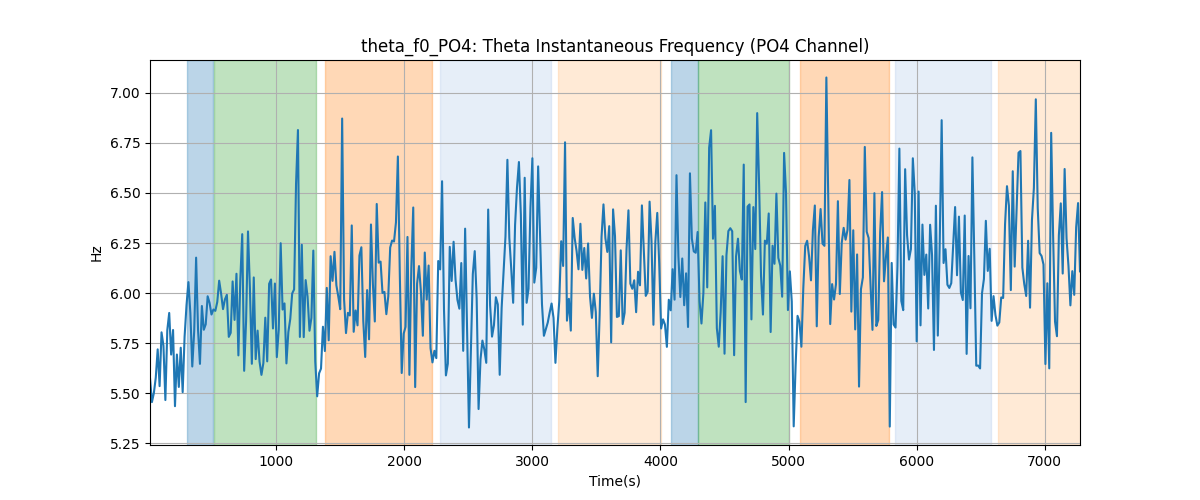 theta_f0_PO4: Theta Instantaneous Frequency (PO4 Channel)
7.00
6.75
6.50
6.25
6.00
5.75
5.50
5.25
Hz
1000 2000 3000 4000 5000 6000 7000
Time(s)